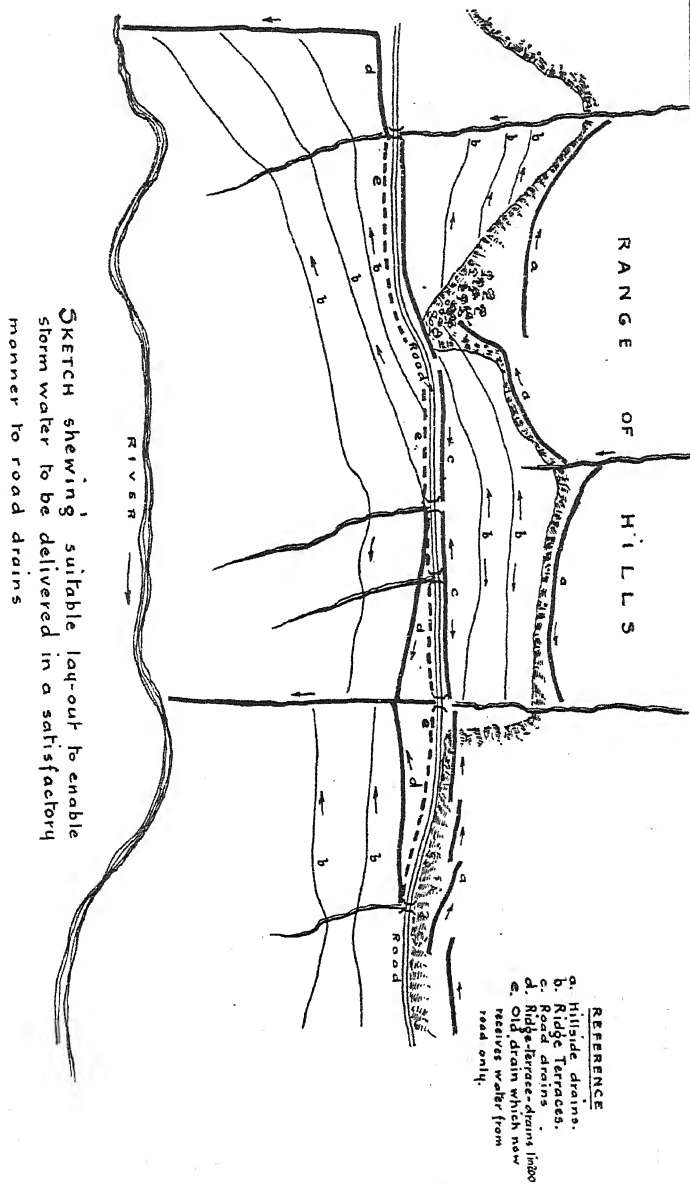 RANGE OF HILLS
a
a
a
a
a
b
b
b
b
b
b
b
b
b
b
b
c
c
d
d
d
e
e
e
ROAD
ROAD
RIVER
SKETCH shewing suitable lay-out to enable
storm water to be delivered in a satisfactory
manner to road drains
REFERENCE
a. Hillside drains.
b. Ridge Terraces.
c. Road drains.
d. Ridge-terrace-drains 1in200
e. Old drain which now
receives water from
road only.